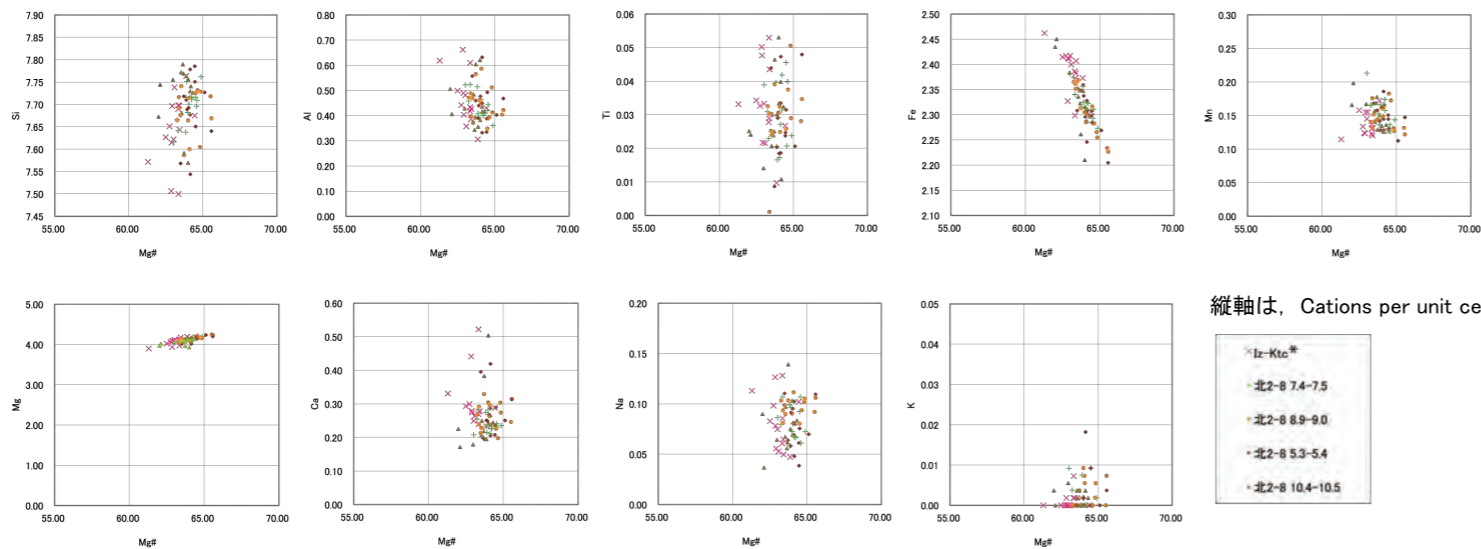 7.90
7.85
7.80
7.75
7.70
7.65
7.60
7.55
7.50
7.45
Si
55.00 60.00 65.00 70.00
Mg#
0.80
0.70
0.60
0.50
0.40
0.30
0.20
0.10
0.00
Al
55.00 60.00 65.00 70.00
Mg#
0.06
0.05
0.04
0.03
0.02
0.01
0.00
Ti
55.00 60.00 65.00 70.00
Mg#
2.50
2.45
2.40
2.35
2.30
2.25
2.20
2.15
2.10
Fe
55.00 60.00 65.00 70.00
Mg#
0.30
0.25
0.20
0.15
0.10
0.05
0.00
Mn
55.00 60.00 65.00 70.00
Mg#
5.00
4.00
3.00
2.00
1.00
0.00
Mg
55.00 60.00 65.00 70.00
Mg#
0.60
0.50
0.40
0.30
0.20
0.10
0.00
Ca
55.00 60.00 65.00 70.00
Mg#
0.20
0.15
0.10
0.05
0.00
Na
55.00 60.00 65.00 70.00
Mg#
0.05
0.04
0.03
0.02
0.01
0.00
K
55.00 60.00 65.00 70.00
Mg#
縦軸は，Cations per unit ce
Iz-Ktc*
北2-8 7.4-7.5
北2-8 8.9-9.0
北2-8 5.3-5.4
北2-8 10.4-10.5